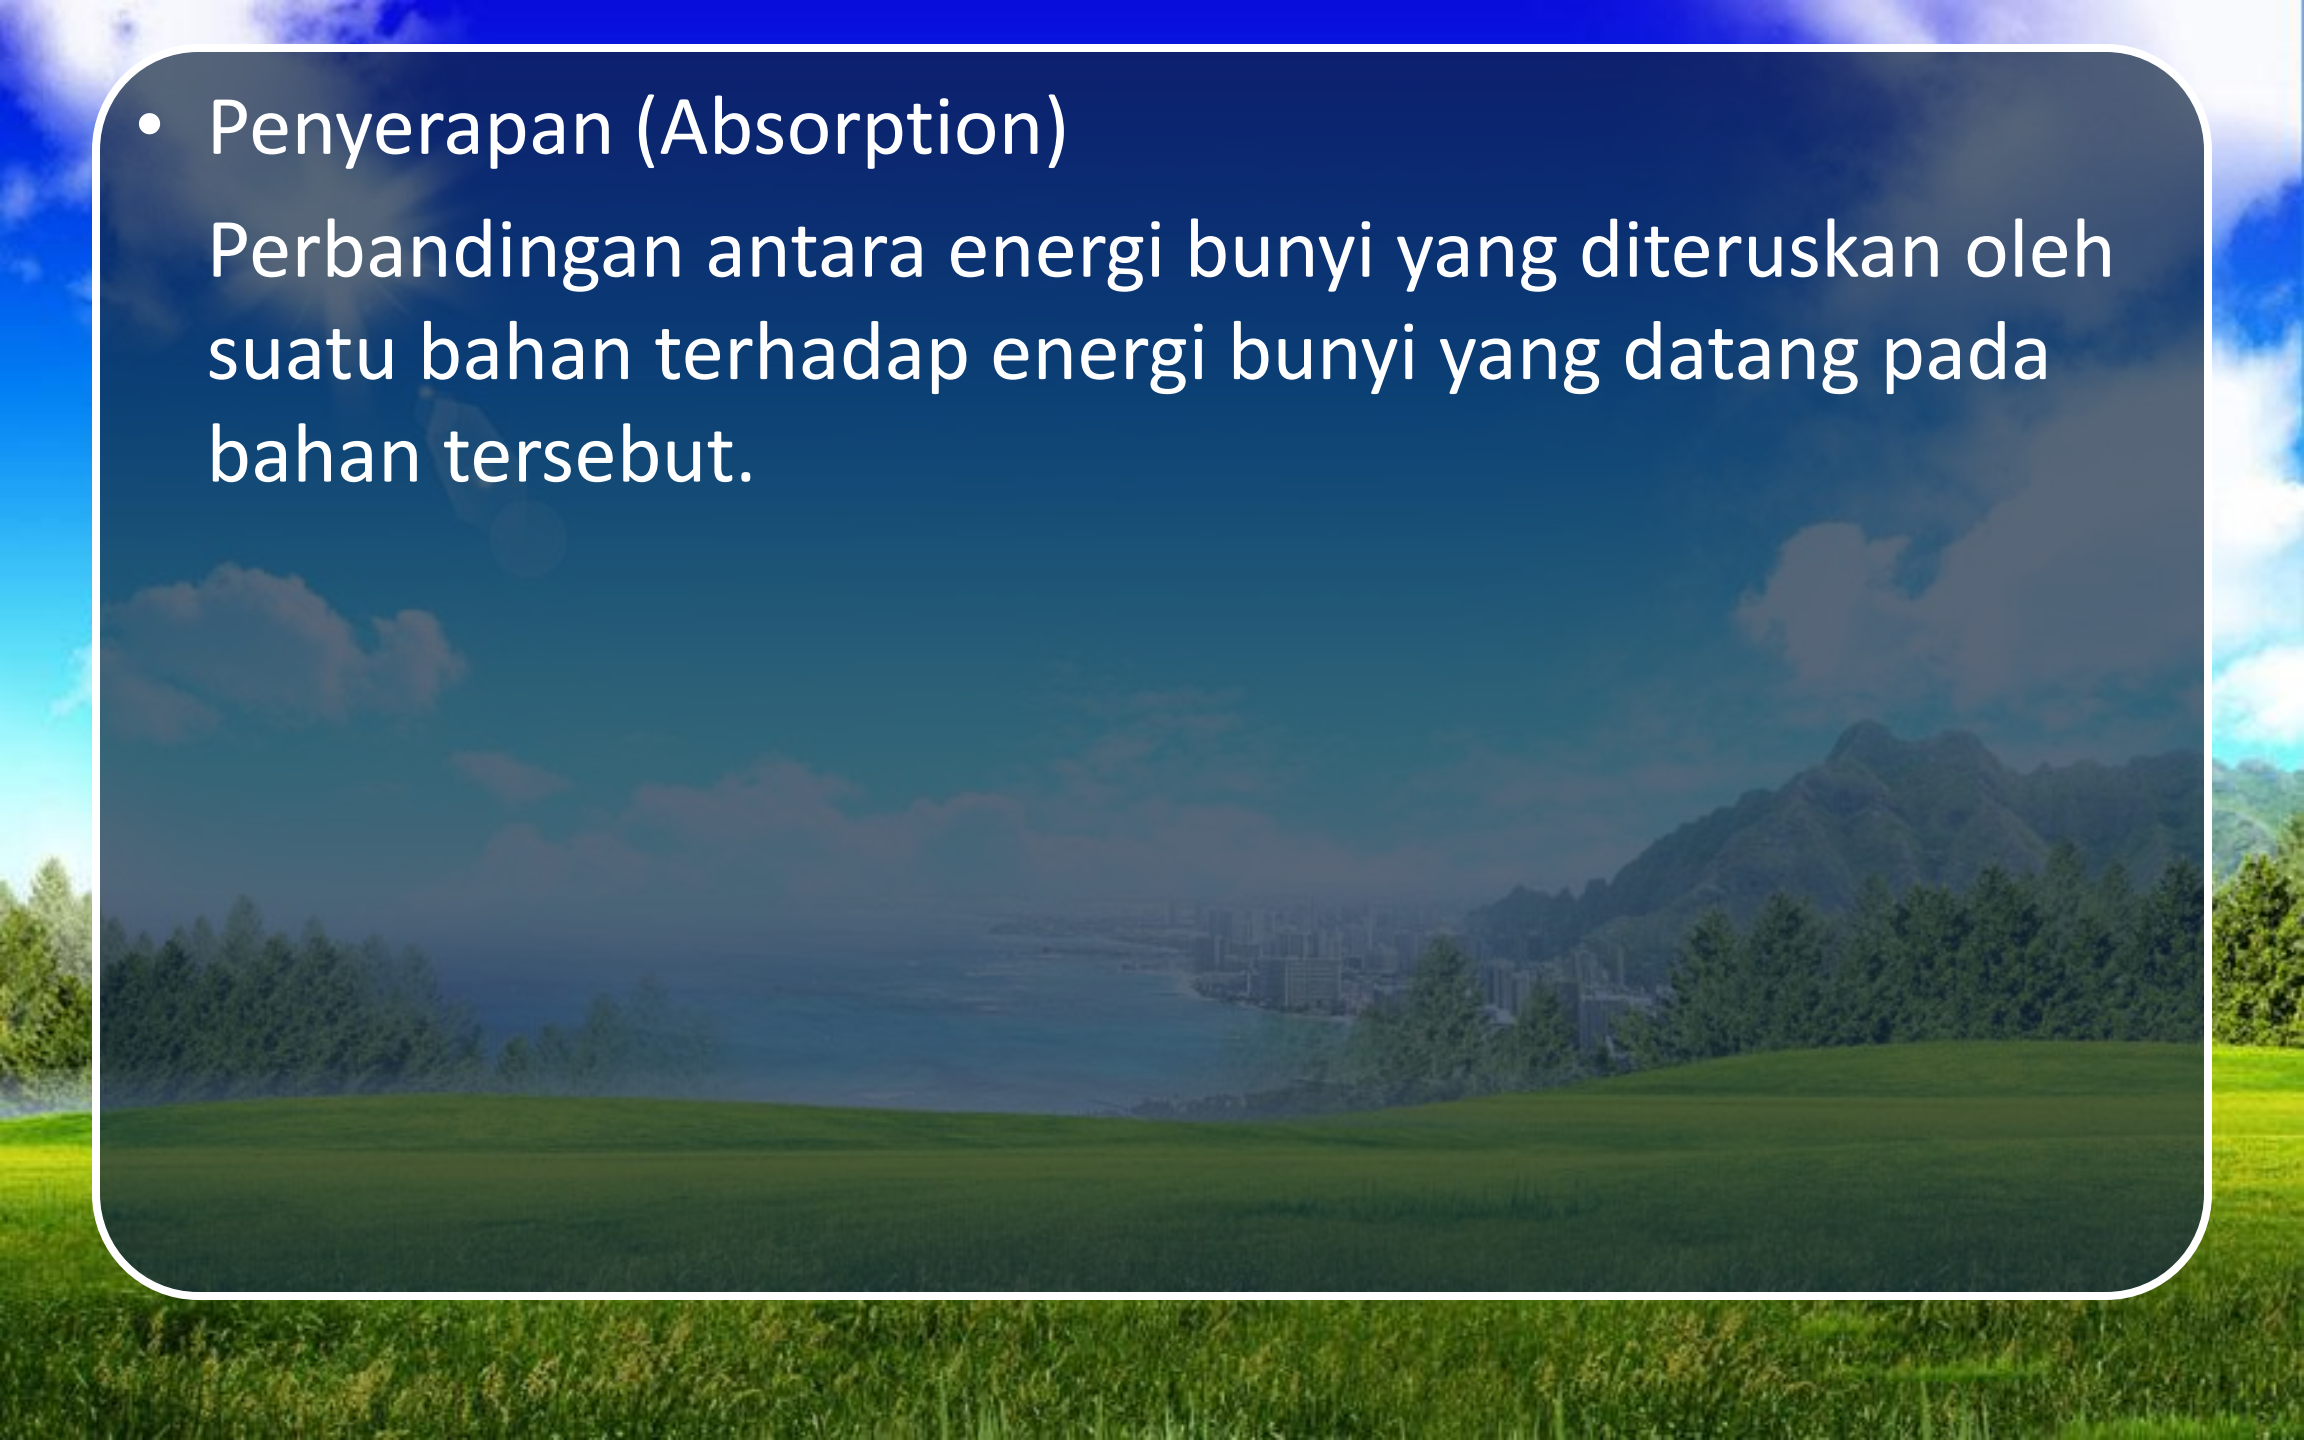 • Penyerapan (Absorption)
Perbandingan antara energi bunyi yang diteruskan oleh
suatu bahan terhadap energi bunyi yang datang pada
bahan tersebut.